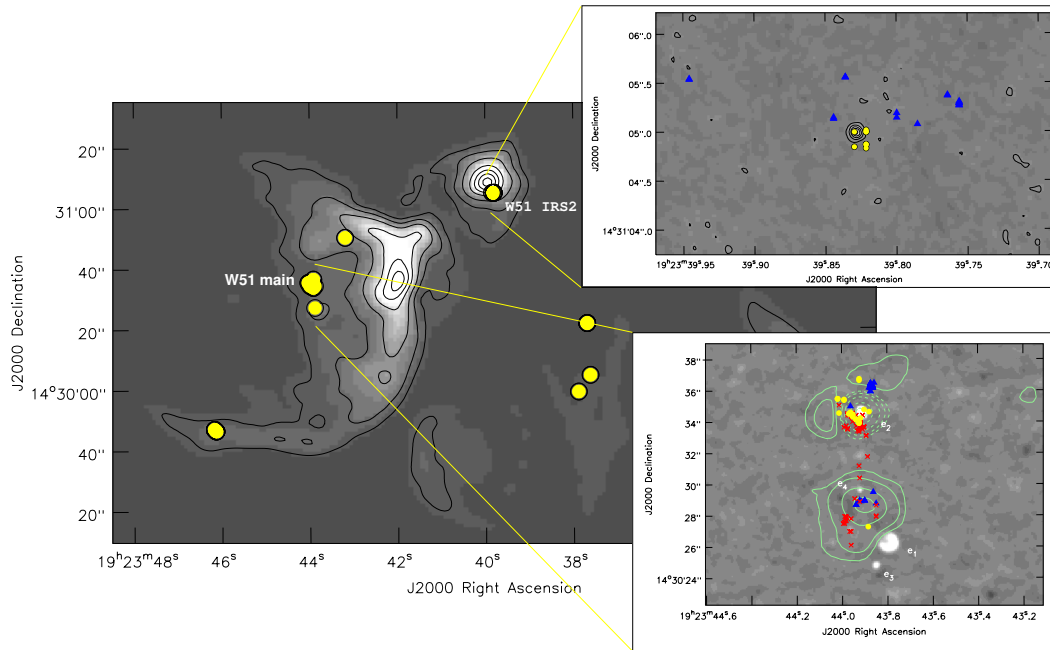 06".0
05".5
05".0
04".5
14°31'04".0
J2000 Declination
19ʰ23ᵐ39ˢ.95
39ˢ.90
39ˢ.85
39ˢ.80
39ˢ.75
39ˢ.70
J2000 Right Ascension
20"
31'00"
40"
20"
14°30'00"
40"
20"
J2000 Declination
W51 IRS2
W51 main
19ʰ23ᵐ48ˢ
46ˢ
44ˢ
42ˢ
40ˢ
38ˢ
J2000 Right Ascension
38"
36"
34"
32"
30"
28"
26"
14°30'24"
J2000 Declination
e₂
e₄
e₁
e₃
19ʰ23ᵐ44ˢ.6
44ˢ.2
44ˢ.0
43ˢ.8
43ˢ.6
43ˢ.5
43ˢ.2
J2000 Right Ascension